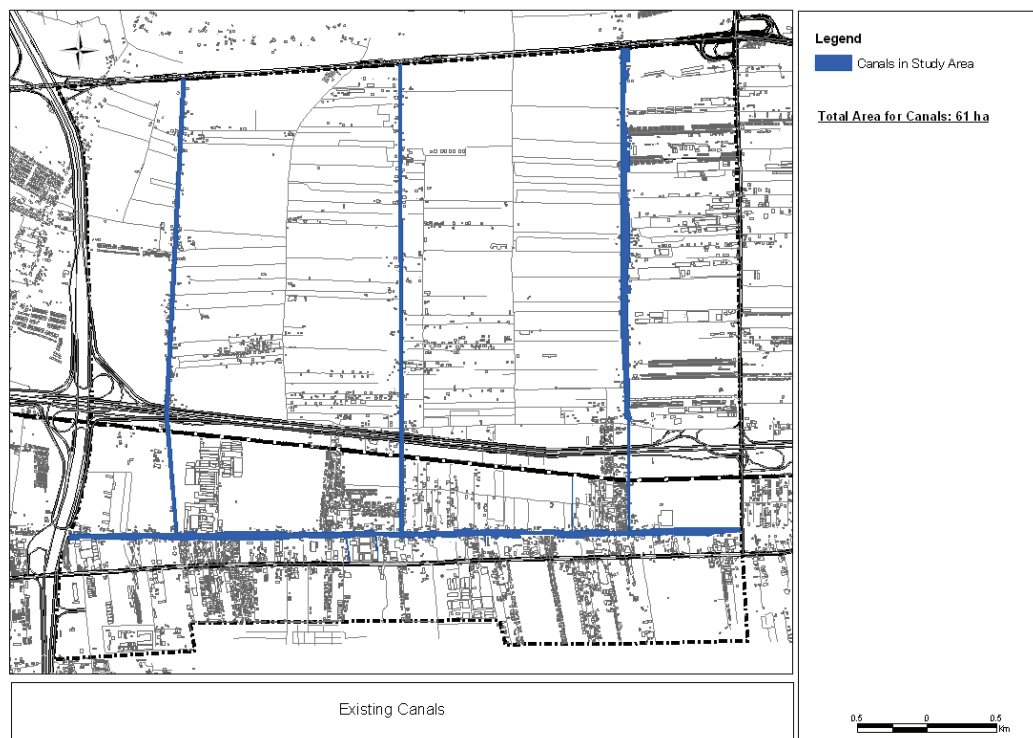 Legend
Canals in Study Area
Total Area for Canals: 61 ha
Existing Canals
0.5 0 0.5
Km